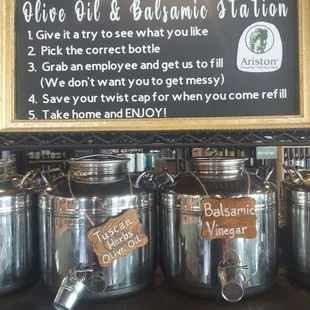 Olive Oil & Balsamic Station
1. Give it a try to see what you like
2. Pick the correct bottle
3. Grab an employee and get us to fill
(We don't want you to get messy)
4. Save your twist cap for when you come refill
5. Take home and ENJOY!
Ariston
Tuscan
Herbs
Olive Oil
Balsamic
Vinegar